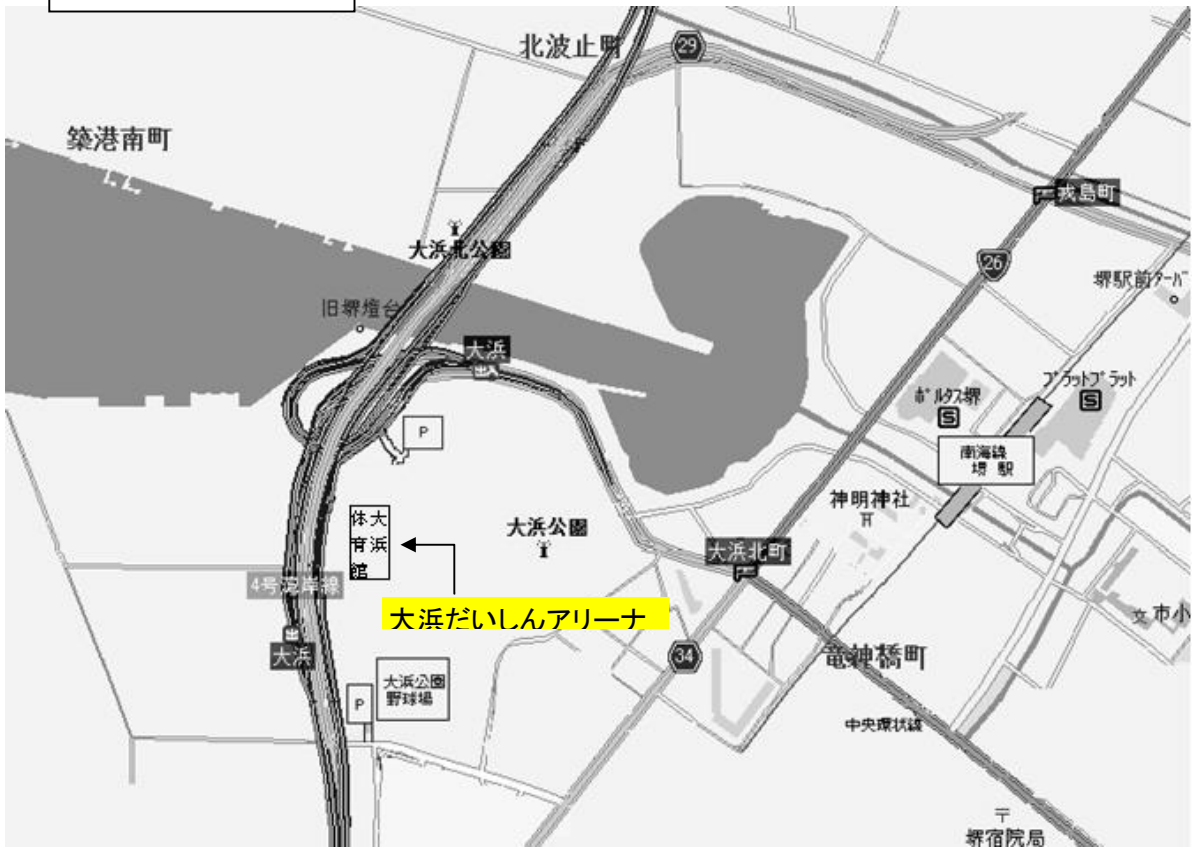 北波止町
29
築港南町
戎島町
大浜北公園
26
堺駅前ターバ
旧堺燈台
大浜
プラットプラット
S
ポルタス堺
S
P
南海線
堺駅
神明神社
大浜公園
大浜
体育館
大浜北町
4号湾岸線
大浜だいしんアリーナ
文市小
出
大浜
34
竜神橋町
大浜公園
野球場
P
中央環状線
〒
堺宿院局